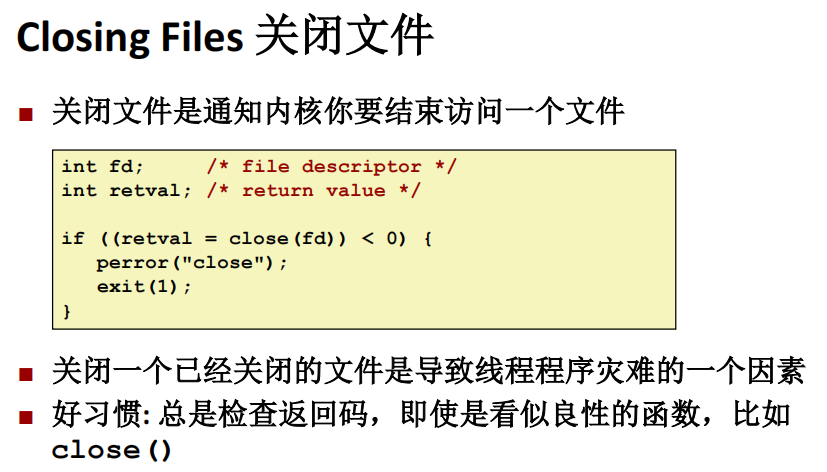 Closing Files 关闭文件
■ 关闭文件是通知内核你要结束访问一个文件
int fd;      /* file descriptor */
int retval; /* return value */
if ((retval = close(fd)) < 0) {
   perror("close");
   exit(1);
}
■ 关闭一个已经关闭的文件是导致线程程序灾难的一个因素
■ 好习惯: 总是检查返回码，即使是看似良性的函数，比如
close()